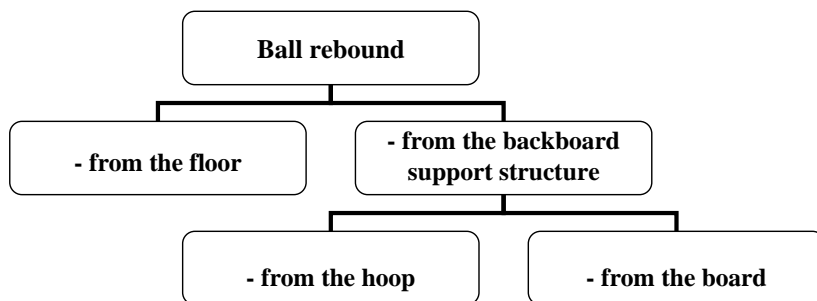 Ball rebound
- from the floor
- from the backboard
support structure
- from the hoop
- from the board